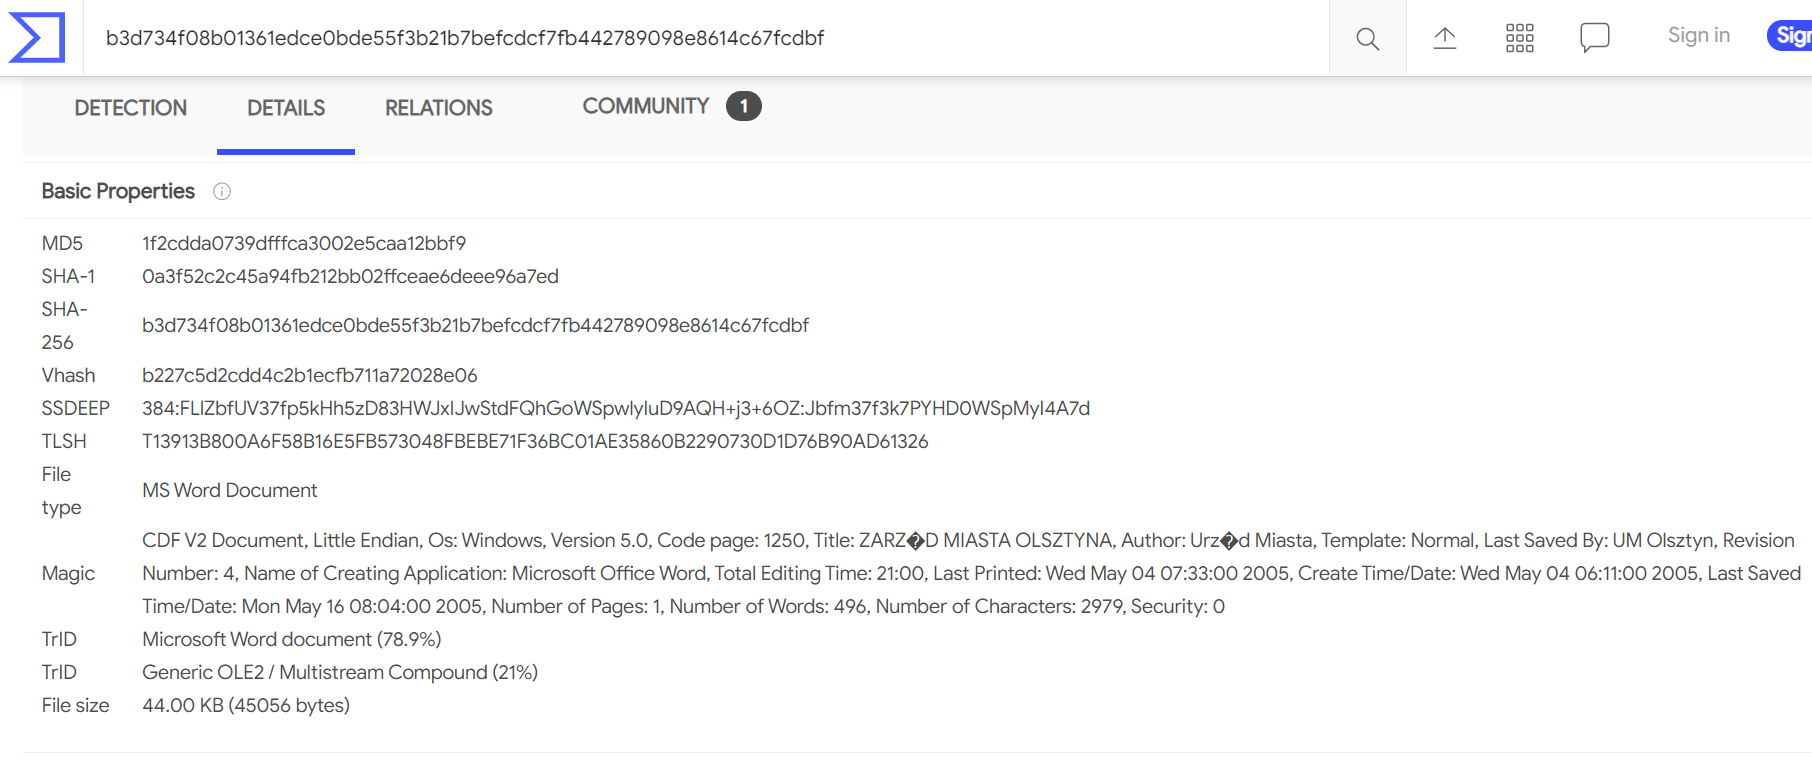 b3d734f08b01361edce0bde55f3b21b7befcdcf7fb442789098e8614c67fcdbf
Sign in
Sign
DETECTION
DETAILS
RELATIONS
COMMUNITY 1
Basic Properties
MD5 1f2cdda0739dfffca3002e5caa12bbf9
SHA-1 0a3f52c2c45a94fb212bb02ffceae6deee96a7ed
SHA-
256
b3d734f08b01361edce0bde55f3b21b7befcdcf7fb442789098e8614c67fcdbf
Vhash b227c5d2cdd4c2b1ecfb711a72028e06
SSDEEP 384:FLIZbfUV37fp5kHh5zD83HWJxIJwStdFQhGoWSpwlyluD9AQH+j3+6OZ:Jbfm37f3k7PYHD0WSpMyI4A7d
TLSH T13913B800A6F58B16E5FB573048FBEBE71F36BC01AE35860B2290730D1D76B90AD61326
File
type
MS Word Document
Magic
CDF V2 Document, Little Endian, Os: Windows, Version 5.0, Code page: 1250, Title: ZARZ�D MIASTA OLSZTYNA, Author: Urz�d Miasta, Template: Normal, Last Saved By: UM Olsztyn, Revision
Number: 4, Name of Creating Application: Microsoft Office Word, Total Editing Time: 21:00, Last Printed: Wed May 04 07:33:00 2005, Create Time/Date: Wed May 04 06:11:00 2005, Last Saved
Time/Date: Mon May 16 08:04:00 2005, Number of Pages: 1, Number of Words: 496, Number of Characters: 2979, Security: 0
TrID Microsoft Word document (78.9%)
TrID Generic OLE2 / Multistream Compound (21%)
File size 44.00 KB (45056 bytes)